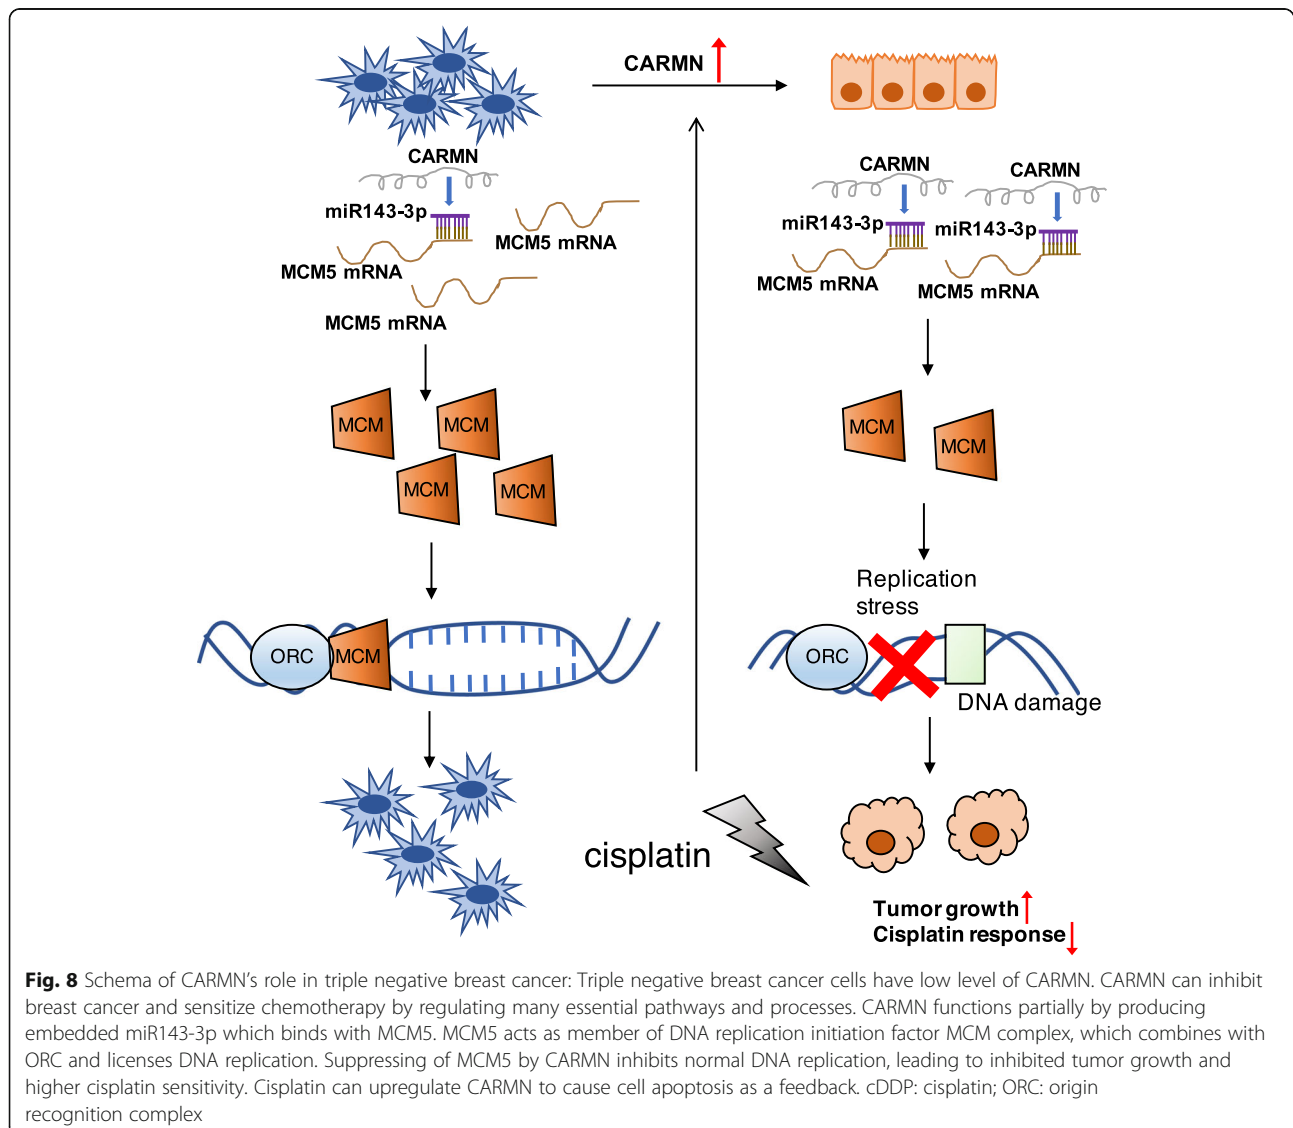 CARMN
CARMN
miR143-3p
MCM5 mRNA
MCM5 mRNA
MCM5 mRNA
MCM
MCM
MCM
MCM
ORC
MCM
CARMN
CARMN
miR143-3p
miR143-3p
MCM5 mRNA
MCM5 mRNA
MCM
MCM
Replication
stress
ORC
DNA damage
cisplatin
Tumor growth
Cisplatin response
Fig. 8 Schema of CARMN's role in triple negative breast cancer: Triple negative breast cancer cells have low level of CARMN. CARMN can inhibit
breast cancer and sensitize chemotherapy by regulating many essential pathways and processes. CARMN functions partially by producing
embedded miR143-3p which binds with MCM5. MCM5 acts as member of DNA replication initiation factor MCM complex, which combines with
ORC and licenses DNA replication. Suppressing of MCM5 by CARMN inhibits normal DNA replication, leading to inhibited tumor growth and
higher cisplatin sensitivity. Cisplatin can upregulate CARMN to cause cell apoptosis as a feedback. cDDP: cisplatin; ORC: origin
recognition complex